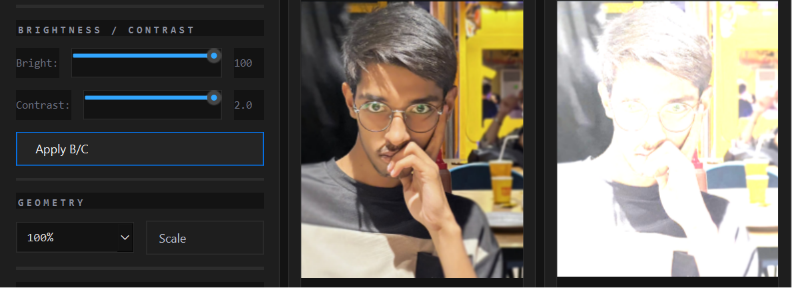 BRIGHTNESS / CONTRAST
Bright: 100
Contrast: 2.0
Apply B/C
GEOMETRY
100% Scale